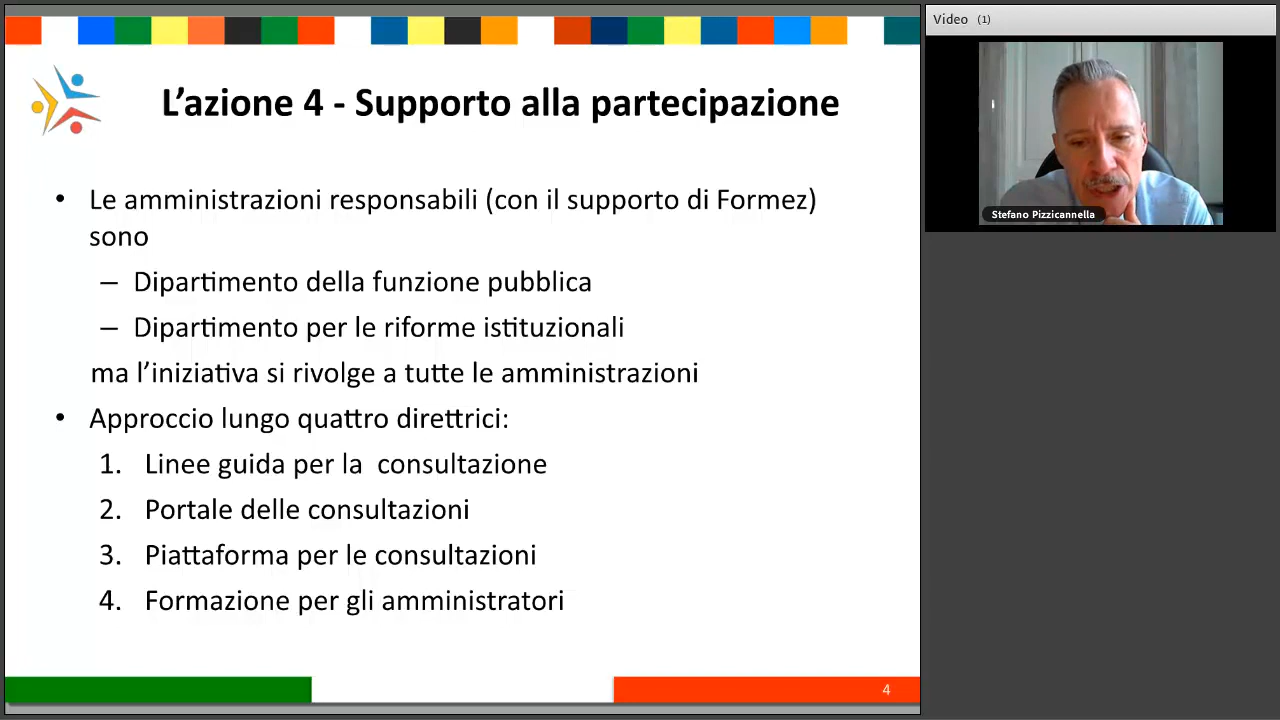 L’azione 4 - Supporto alla partecipazione
• Le amministrazioni responsabili (con il supporto di Formez)
sono
– Dipartimento della funzione pubblica
– Dipartimento per le riforme istituzionali
ma l’iniziativa si rivolge a tutte le amministrazioni
• Approccio lungo quattro direttrici:
1. Linee guida per la consultazione
2. Portale delle consultazioni
3. Piattaforma per le consultazioni
4. Formazione per gli amministratori
4
Video (1)
Stefano Pizzicannella